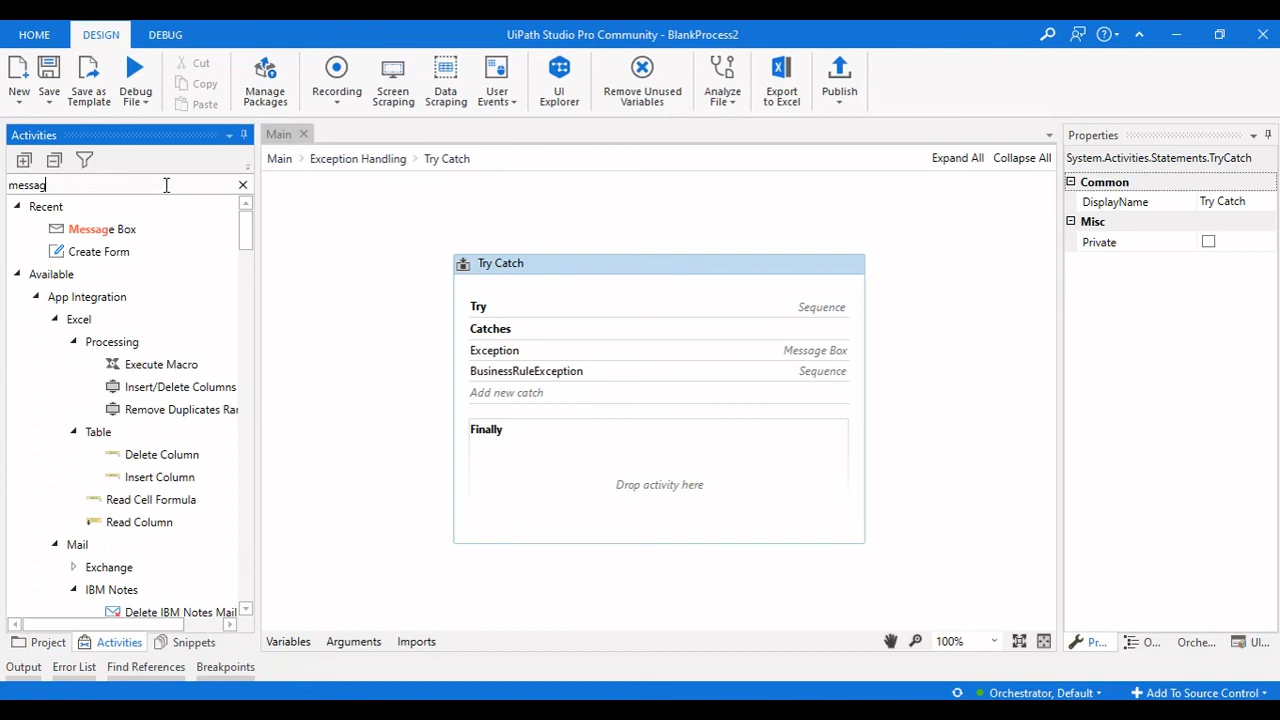 HOME DESIGN DEBUG UiPath Studio Pro Community - BlankProcess2
New Save Save as Template Debug File Cut Copy Paste Manage Packages Recording Screen Scraping Data Scraping User Events UI Explorer Remove Unused Variables Analyze File Export to Excel Publish
Activities
messag
Recent
Message Box
Create Form
Available
App Integration
Excel
Processing
Execute Macro
Insert/Delete Columns
Remove Duplicates Ra
Table
Delete Column
Insert Column
Read Cell Formula
Read Column
Mail
Exchange
IBM Notes
Delete IBM Notes Mail
Project Activities Snippets
Main
Main > Exception Handling > Try Catch Expand All Collapse All
Try Catch
Try Sequence
Catches
Exception Message Box
BusinessRuleException Sequence
Add new catch
Finally
Drop activity here
Variables Arguments Imports 100%
Properties
System.Activities.Statements.TryCatch
Common
DisplayName Try Catch
Misc
Private
Pr... O... Orche... UI...
Output Error List Find References Breakpoints
Orchestrator, Default Add To Source Control